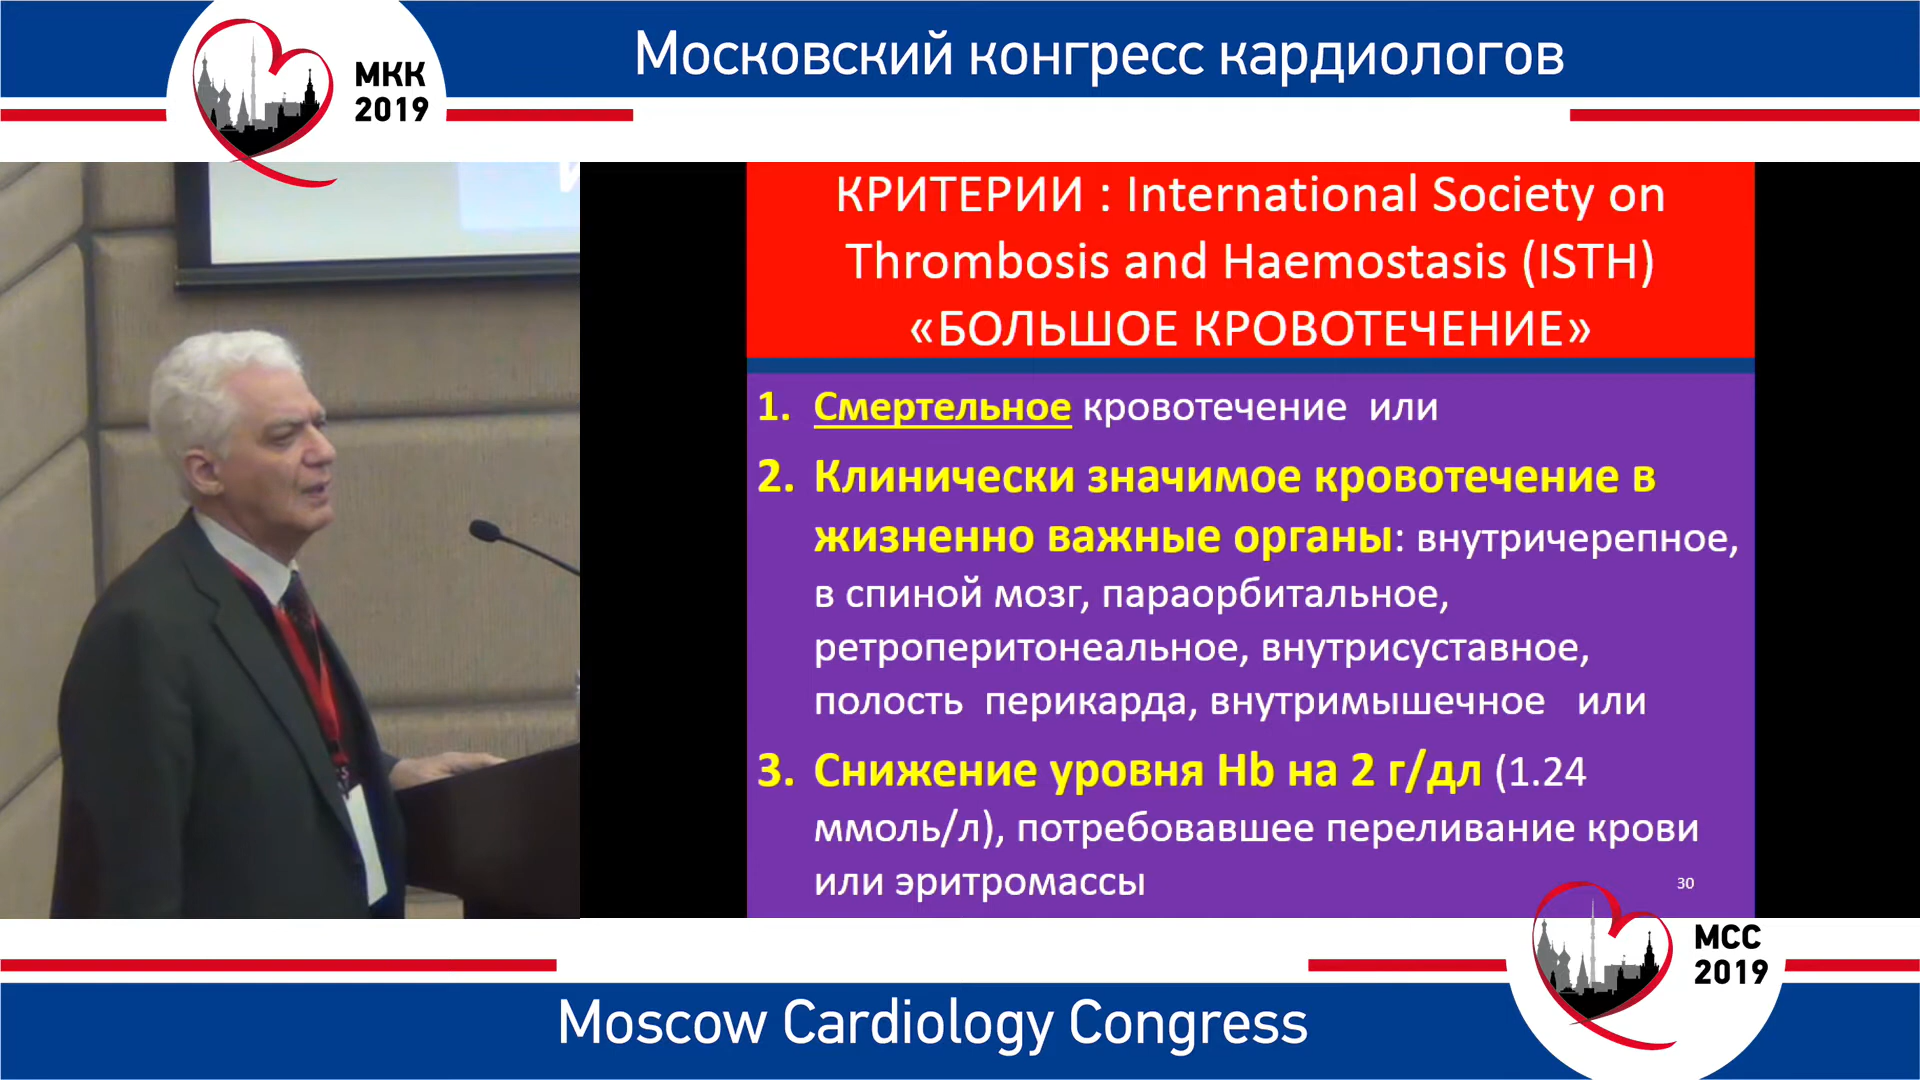 Московский конгресс кардиологов
МКК
2019
КРИТЕРИИ : International Society on
Thrombosis and Haemostasis (ISTH)
«БОЛЬШОЕ КРОВОТЕЧЕНИЕ»
1. Смертельное кровотечение или
2. Клинически значимое кровотечение в
жизненно важные органы: внутричерепное,
в спиной мозг, параорбитальное,
ретроперитонеальное, внутрисуставное,
полость перикарда, внутримышечное или
3. Снижение уровня Hb на 2 г/дл (1.24
ммоль/л), потребовавшее переливание крови
или эритромассы
30
MCC
2019
Moscow Cardiology Congress